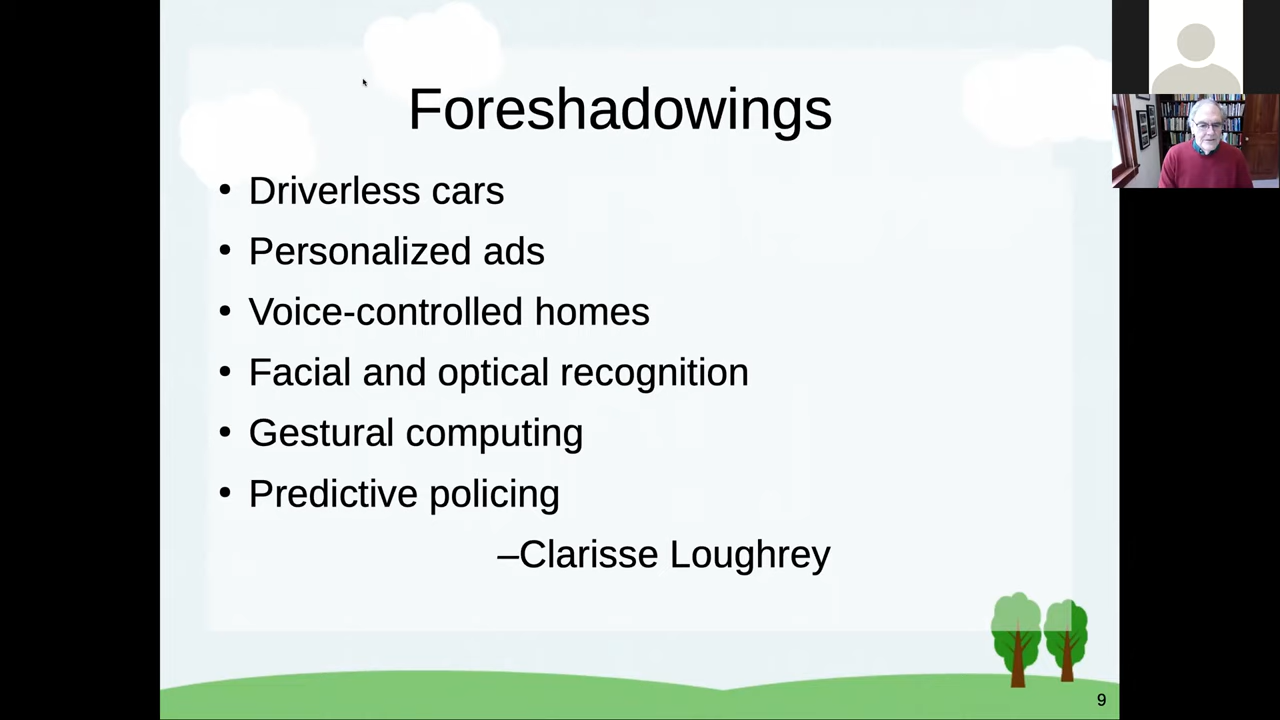 Foreshadowings
• Driverless cars
• Personalized ads
• Voice-controlled homes
• Facial and optical recognition
• Gestural computing
• Predictive policing
–Clarisse Loughrey
9